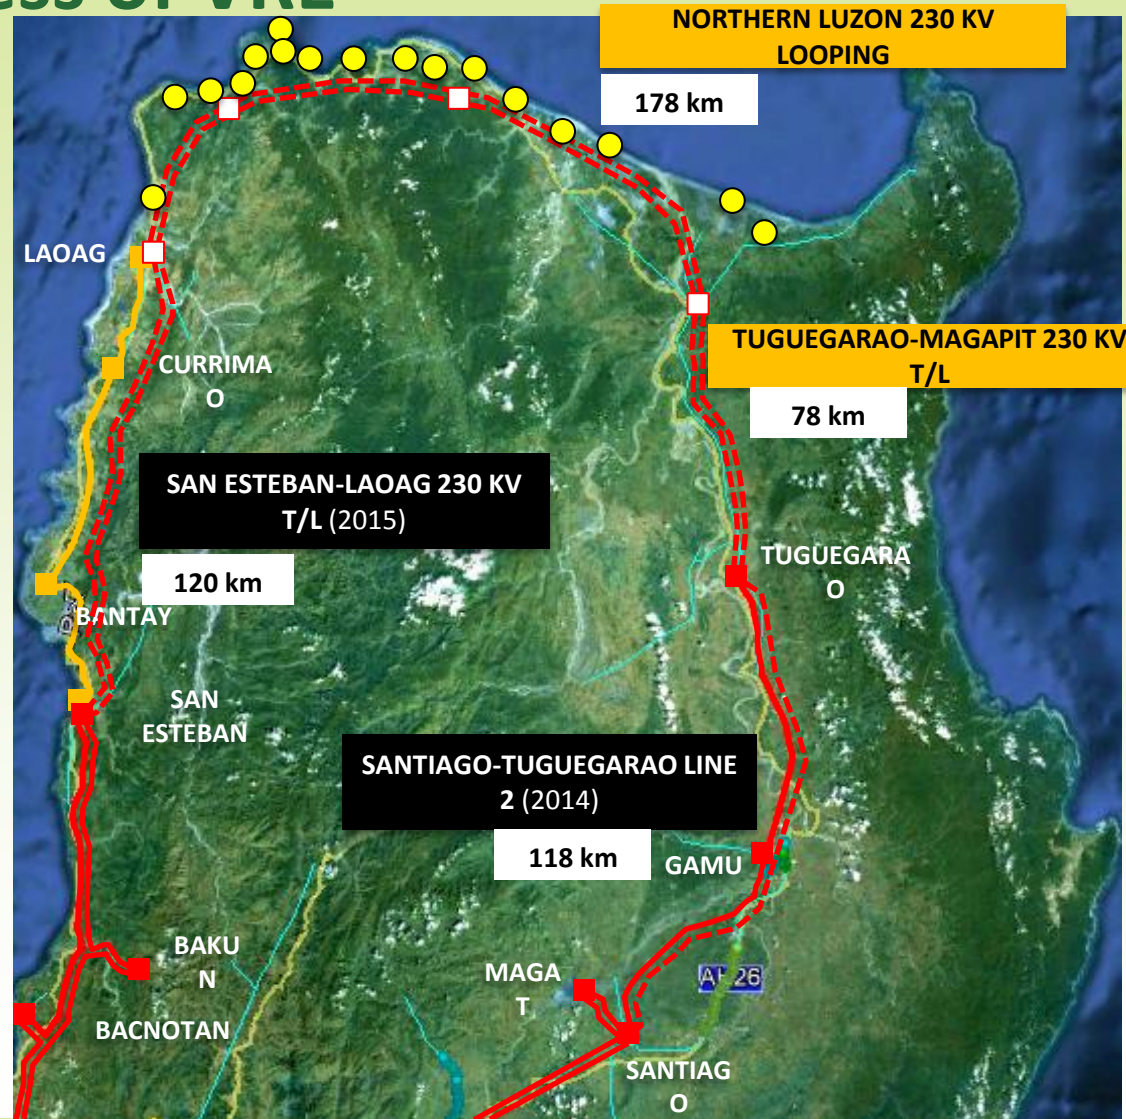 NORTHERN LUZON 230 KV
LOOPING
178 km
LAOAG
TUGUEGARAO-MAGAPIT 230 KV
T/L
CURRIMA
O
78 km
SAN ESTEBAN-LAOAG 230 KV
T/L (2015)
120 km
TUGUEGARA
O
BANTAY
SAN
ESTEBAN
SANTIAGO-TUGUEGARAO LINE
2 (2014)
118 km
GAMU
BAKU
N
MAGA
T
BACNOTAN
SANTIAG
O